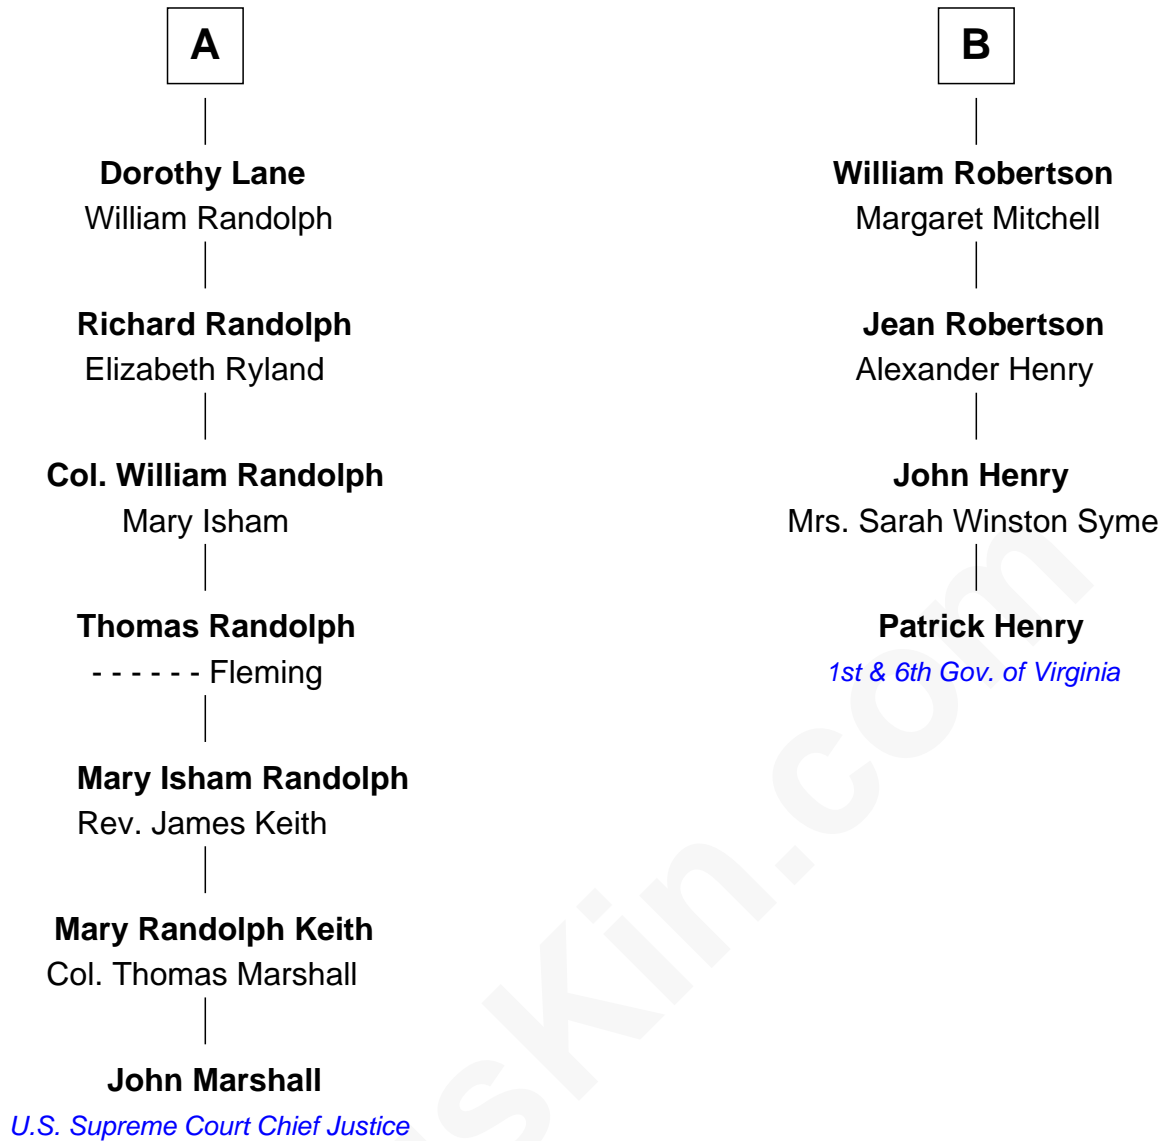 A
Dorothy Lane
William Randolph
Richard Randolph
Elizabeth Ryland
Col. William Randolph
Mary Isham
Thomas Randolph
- - - - - - Fleming
Mary Isham Randolph
Rev. James Keith
Mary Randolph Keith
Col. Thomas Marshall
John Marshall
U.S. Supreme Court Chief Justice
B
William Robertson
Margaret Mitchell
Jean Robertson
Alexander Henry
John Henry
Mrs. Sarah Winston Syme
Patrick Henry
1st & 6th Gov. of Virginia
sKin.com